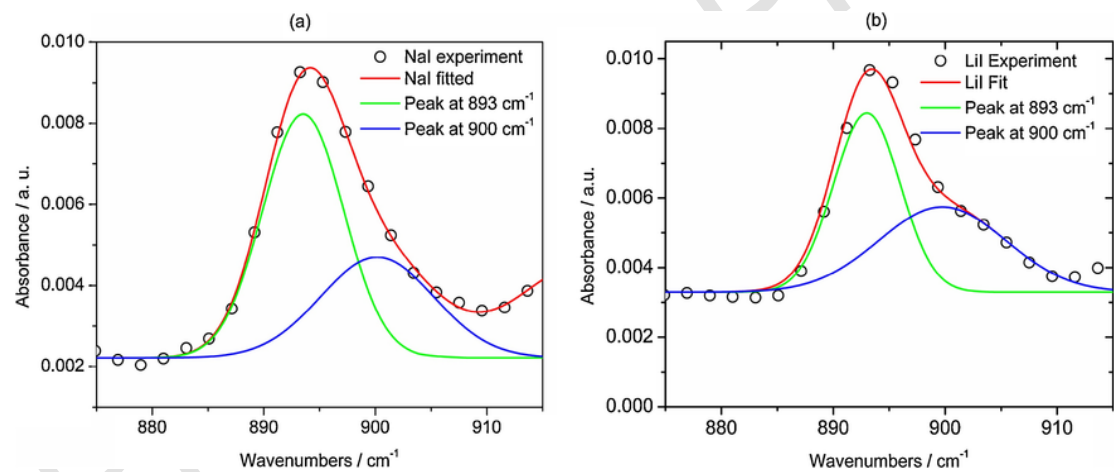 (a)
0.010
0.008
0.006
0.004
0.002
Absorbance / a. u.
NaI experiment
NaI fitted
Peak at 893 cm⁻¹
Peak at 900 cm⁻¹
880
890
900
910
Wavenumbers / cm⁻¹
(b)
0.010
0.008
0.006
0.004
0.002
0.000
Absorbance / a.u.
LiI Experiment
LiI Fit
Peak at 893 cm⁻¹
Peak at 900 cm⁻¹
880
890
900
910
Wavenumbers / cm⁻¹